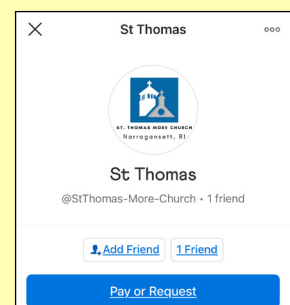 St Thomas
ST. THOMAS MORE CHURCH
Narragansett, RI
St Thomas
@StThomas-More-Church • 1 friend
Add Friend 1 Friend
Pay or Request